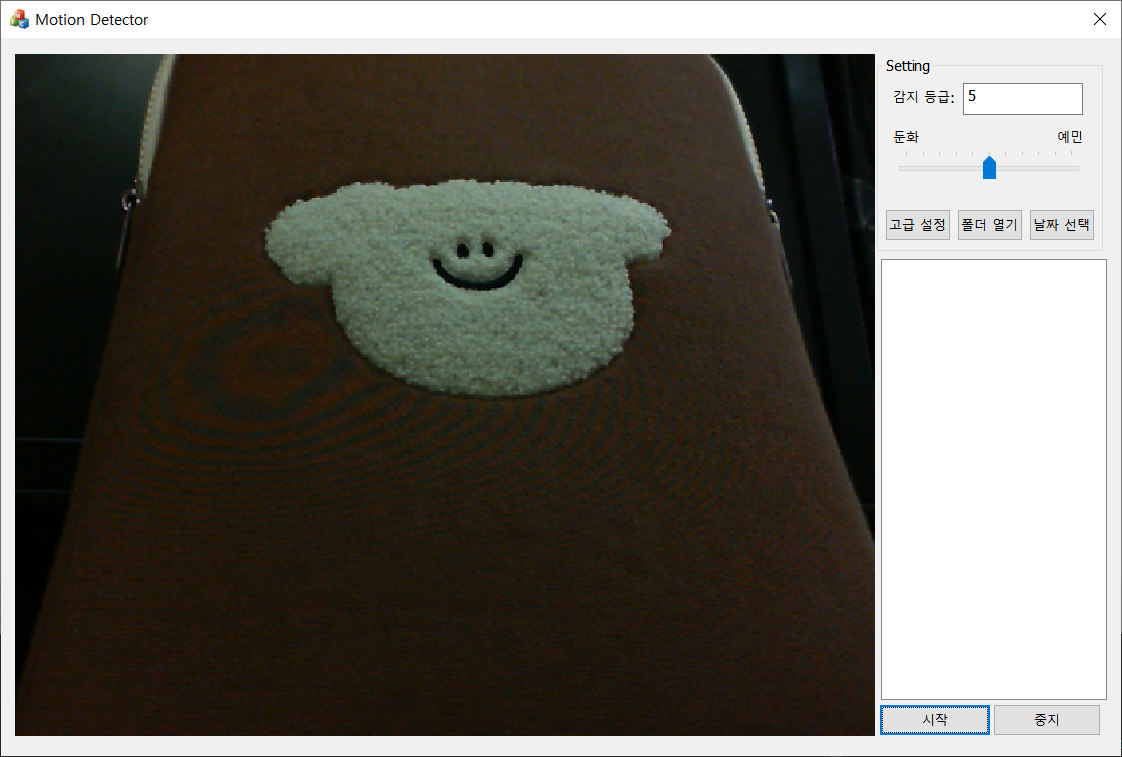 Motion Detector
Setting
감지 등급: 5
둔화 예민
고급 설정 폴더 열기 날짜 선택
시작 중지